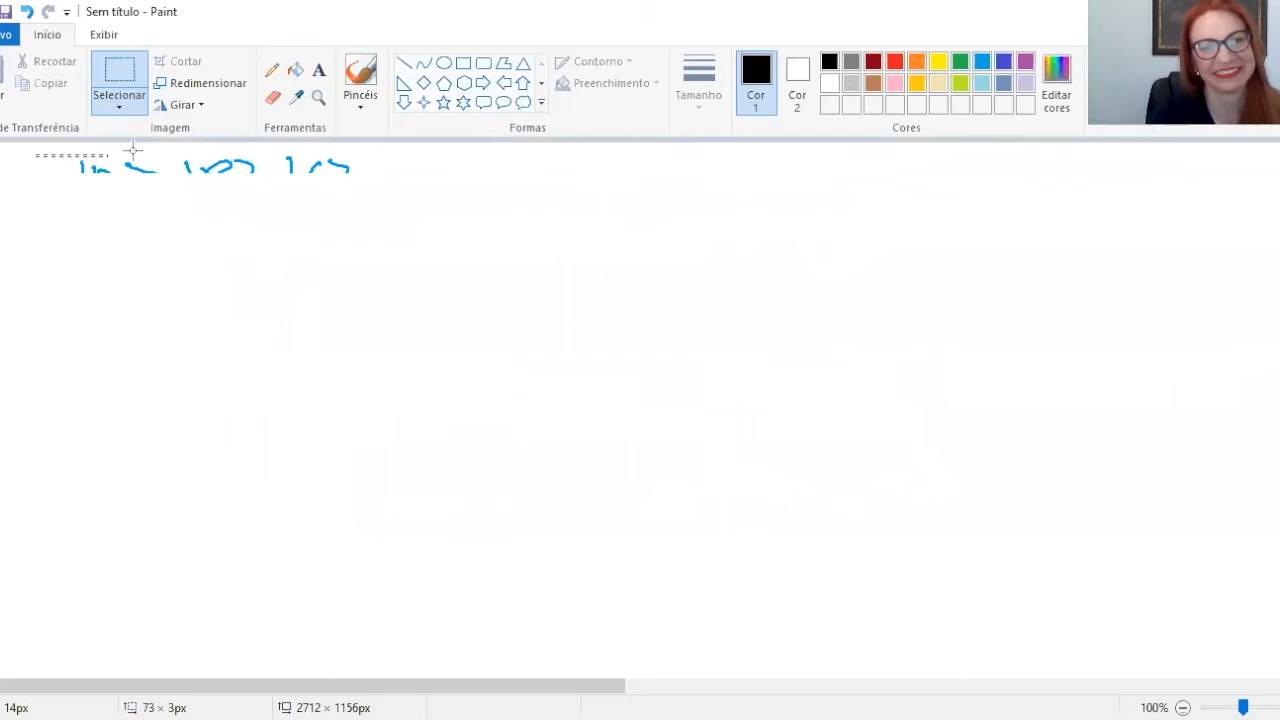 Sem título - Paint
vo Início Exibir
Recortar
Copiar
de Transferência
Selecionar
Cortar
Redimensionar
Girar
Imagem
A
Ferramentas
Pincéis
Contorno
Preenchimento
Formas
Tamanho
Cor
1
Cor
2
Editar
cores
Cores
14px 73 × 3px 2712 × 1156px 100%